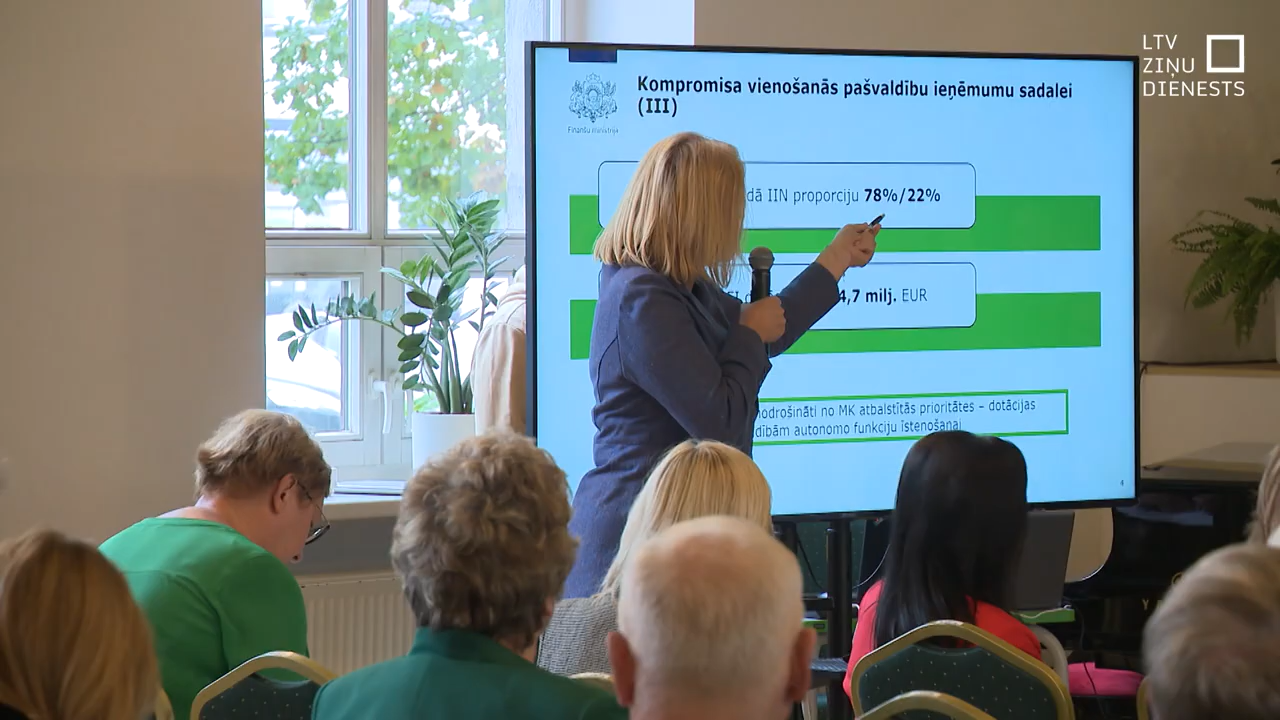 LTV
ZIŅU
DIENESTS
Kompromisa vienošanās pašvaldību ieņēmumu sadalei
(III)
Finanšu ministrija
IIN proporciju 78%/22%
4,7 milj. EUR
no MK atbalstītās prioritātes – dotācijas
autonomo funkciju īstenošanai
4